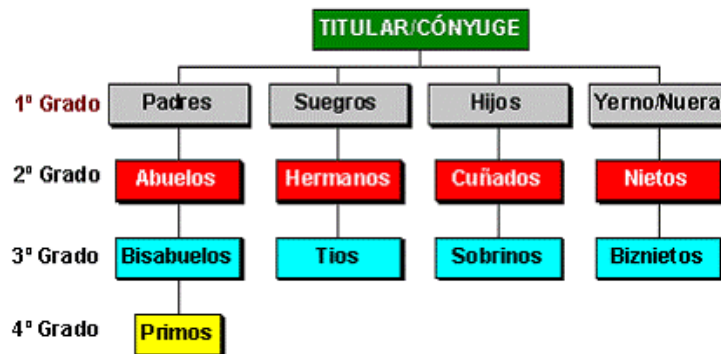 TITULAR/CÓNYUGE
1º Grado Padres Suegros Hijos Yerno/Nuera
2º Grado Abuelos Hermanos Cuñados Nietos
3º Grado Bisabuelos Tios Sobrinos Biznietos
4º Grado Primos